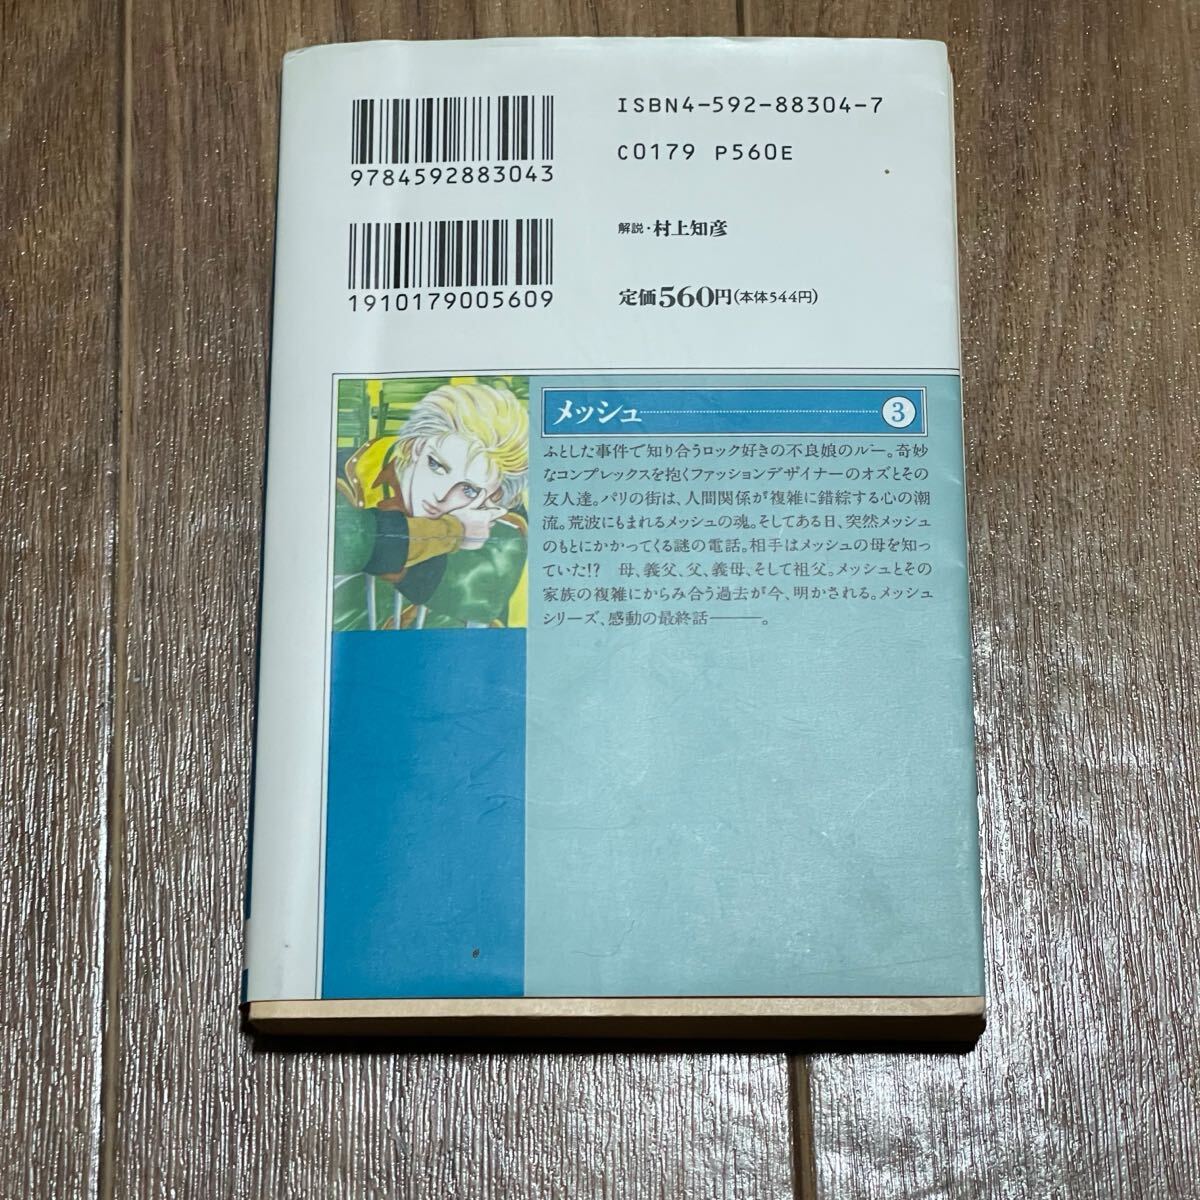 ISBN4-592-88304-7
C0179 P560E
9784592883043
解説・村上知彦
1910179005609
定価560円(本体544円)
メッシュ 3
ふとした事件で知り合うロック好きの不良娘のルー。奇妙
なコンプレックスを抱くファッションデザイナーのオズとその
友人達。パリの街は、人間関係が複雑に錯綜する心の潮
流。荒波にもまれるメッシュの魂。そしてある日、突然メッシュ
のもとにかかってくる謎の電話。相手はメッシュの母を知っ
ていた!? 母、義父、父、義母、そして祖父。メッシュとその
家族の複雑にからみ合う過去が今、明かされる。メッシュ
シリーズ、感動の最終話———。